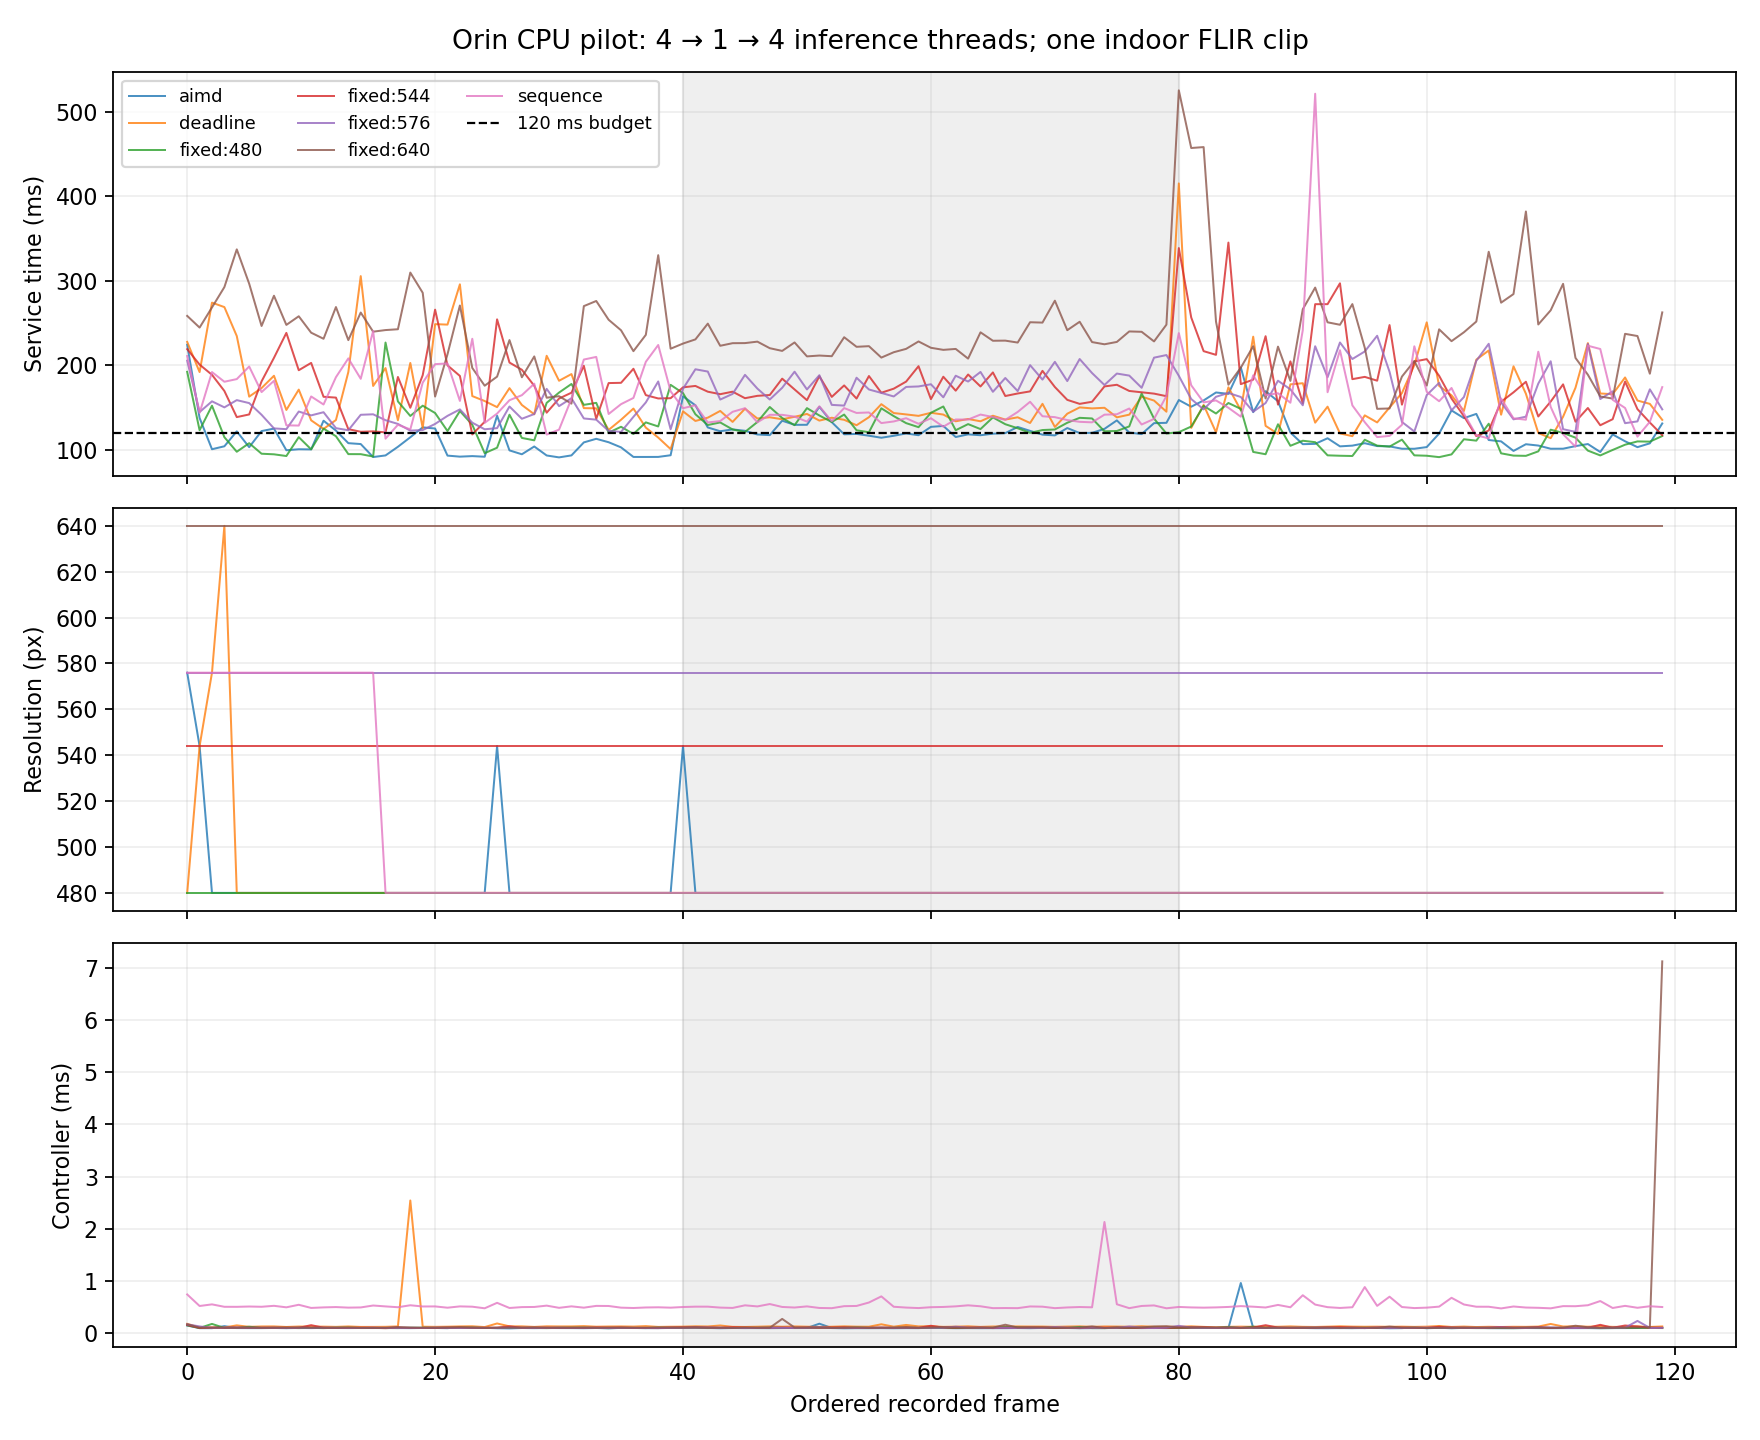 Orin CPU pilot: 4 → 1 → 4 inference threads; one indoor FLIR clip
aimd
deadline
fixed:480
fixed:544
fixed:576
fixed:640
sequence
120 ms budget
Service time (ms)
500
400
300
200
100
Resolution (px)
640
620
600
580
560
540
520
500
480
Controller (ms)
7
6
5
4
3
2
1
0
0 20 40 60 80 100 120
Ordered recorded frame